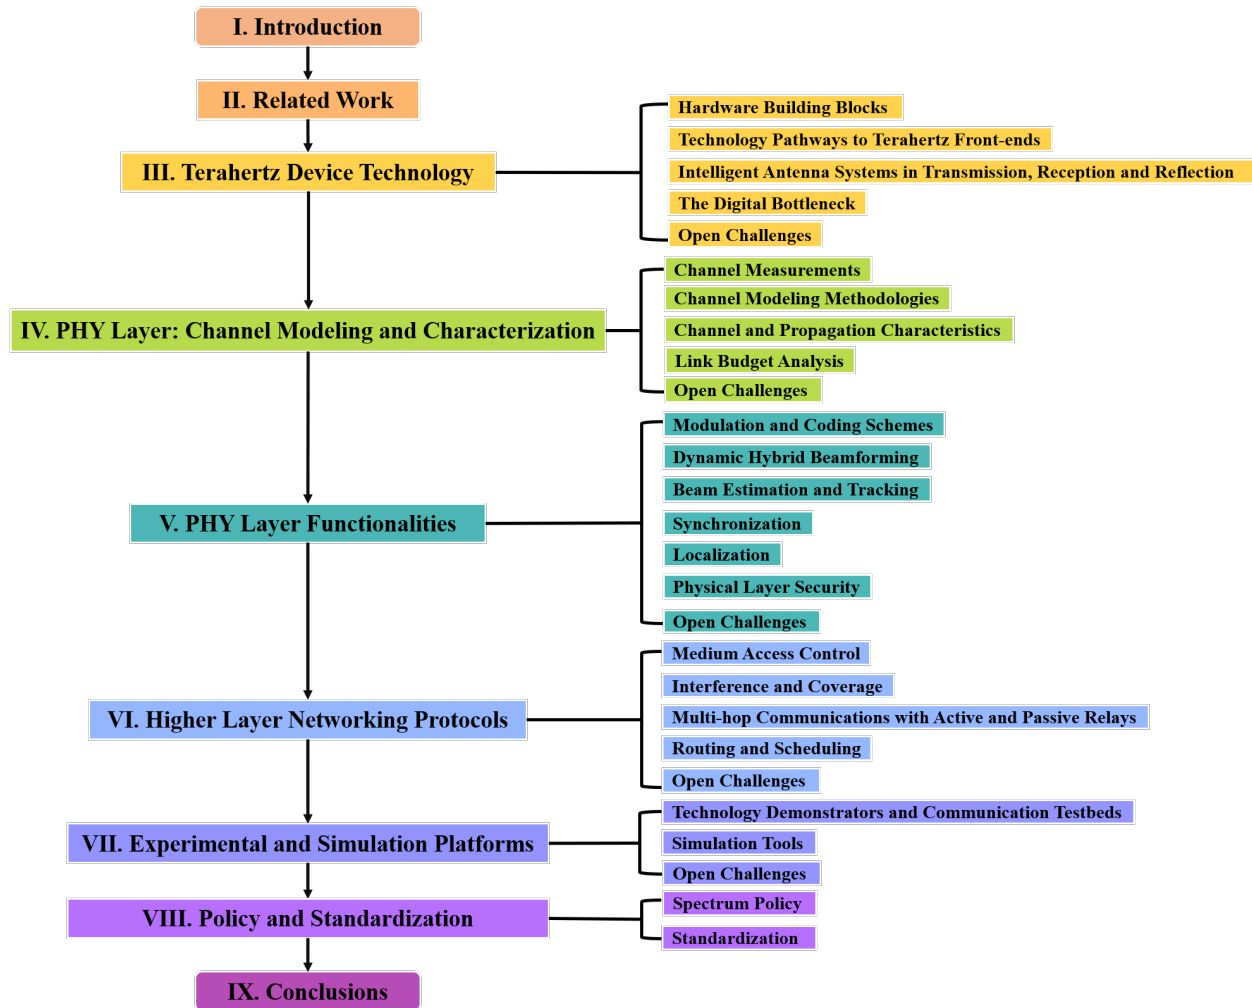 I. Introduction
II. Related Work
III. Terahertz Device Technology
Hardware Building Blocks
Technology Pathways to Terahertz Front-ends
Intelligent Antenna Systems in Transmission, Reception and Reflection
The Digital Bottleneck
Open Challenges
IV. PHY Layer: Channel Modeling and Characterization
Channel Measurements
Channel Modeling Methodologies
Channel and Propagation Characteristics
Link Budget Analysis
Open Challenges
V. PHY Layer Functionalities
Modulation and Coding Schemes
Dynamic Hybrid Beamforming
Beam Estimation and Tracking
Synchronization
Localization
Physical Layer Security
Open Challenges
VI. Higher Layer Networking Protocols
Medium Access Control
Interference and Coverage
Multi-hop Communications with Active and Passive Relays
Routing and Scheduling
Open Challenges
VII. Experimental and Simulation Platforms
Technology Demonstrators and Communication Testbeds
Simulation Tools
Open Challenges
VIII. Policy and Standardization
Spectrum Policy
Standardization
IX. Conclusions